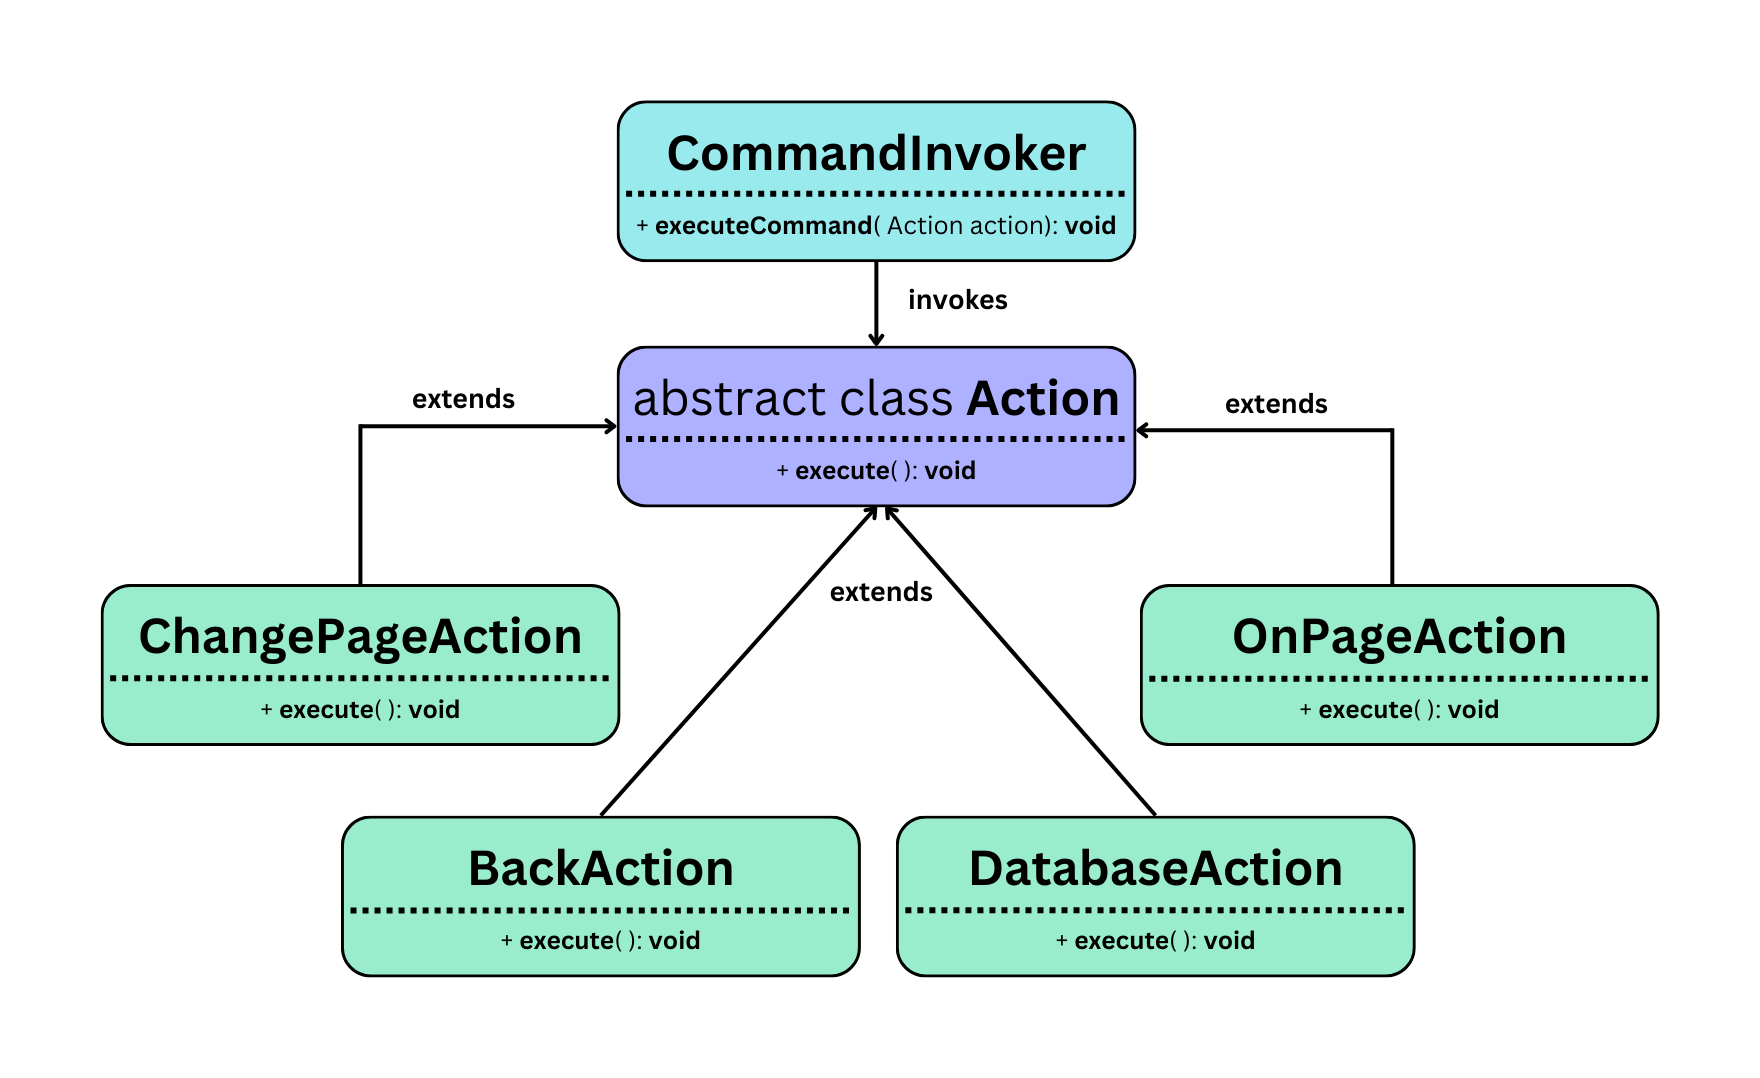 CommandInvoker
+ executeCommand( Action action): void
invokes
abstract class Action
+ execute( ): void
extends
extends
extends
ChangePageAction
+ execute( ): void
OnPageAction
+ execute( ): void
BackAction
+ execute( ): void
DatabaseAction
+ execute( ): void